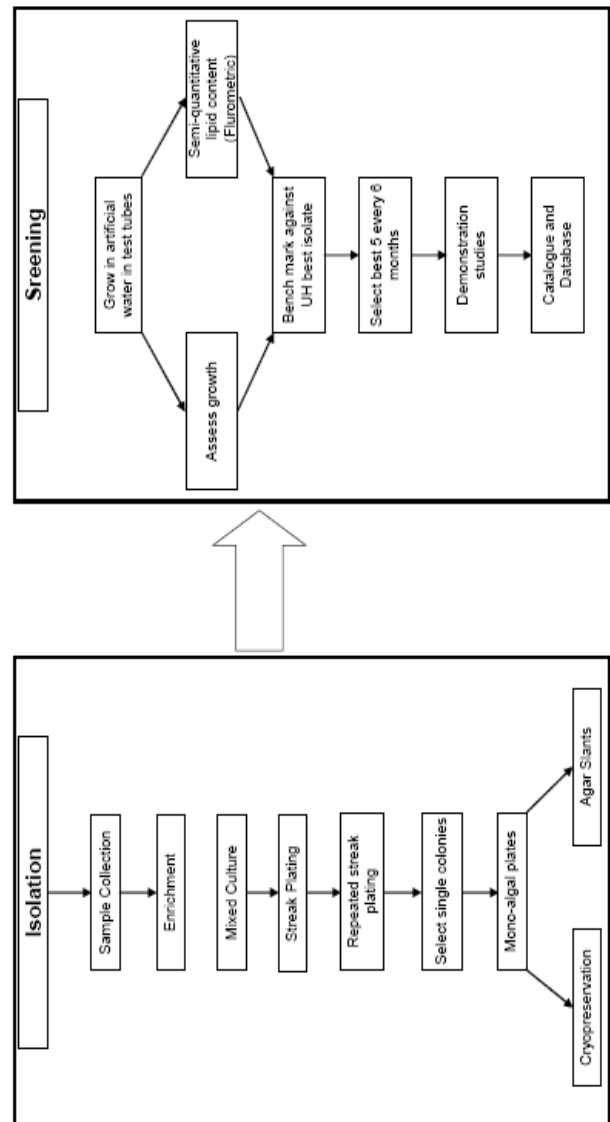 Isolation
Sample Collection
Enrichment
Mixed Culture
Streak Plating
Repeated streak
plating
Select single colonies
Mono-algal plates
Cryopreservation
Agar Slants
Sreening
Grow in artificial
water in test tubes
Assess growth
Semi-quantitative
lipid content
(Flurometric)
Bench mark against
UH best isolate
Select best 5 every 6
months
Demonstration
studies
Catalogue and
Database